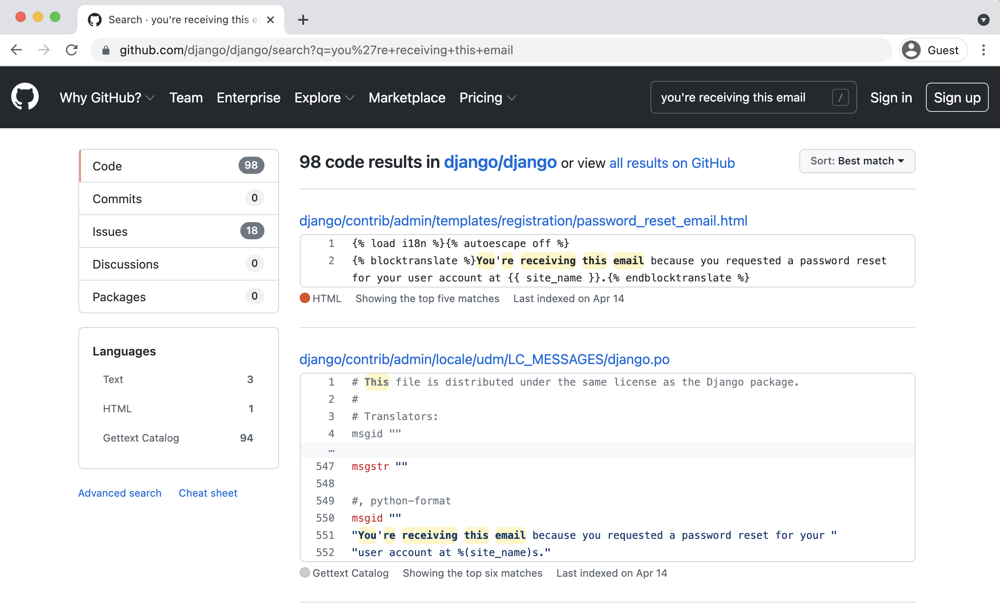 Search · you're receiving this e
github.com/django/django/search?q=you%27re+receiving+this+email
Guest
Why GitHub? Team Enterprise Explore Marketplace Pricing
you're receiving this email /
Sign in
Sign up
Code 98
Commits 0
Issues 18
Discussions 0
Packages 0
Languages
Text 3
HTML 1
Gettext Catalog 94
Advanced search Cheat sheet
98 code results in django/django or view all results on GitHub
Sort: Best match
django/contrib/admin/templates/registration/password_reset_email.html
1 {% load i18n %}{% autoescape off %}
2 {% blocktranslate %}You're receiving this email because you requested a password reset
for your user account at {{ site_name }}.{% endblocktranslate %}
HTML Showing the top five matches Last indexed on Apr 14
django/contrib/admin/locale/udm/LC_MESSAGES/django.po
1 # This file is distributed under the same license as the Django package.
2 #
3 # Translators:
4 msgid ""
…
547 msgstr ""
548
549 #, python-format
550 msgid ""
551 "You're receiving this email because you requested a password reset for your "
552 "user account at %(site_name)s."
Gettext Catalog Showing the top six matches Last indexed on Apr 14